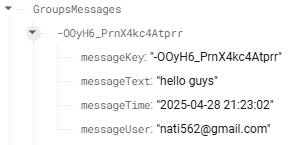 GroupsMessages
-OOyH6_PrnX4kc4Atprr
messageKey: "-OOyH6_PrnX4kc4Atprr"
messageText: "hello guys"
messageTime: "2025-04-28 21:23:02"
messageUser: "nati562@gmail.com"